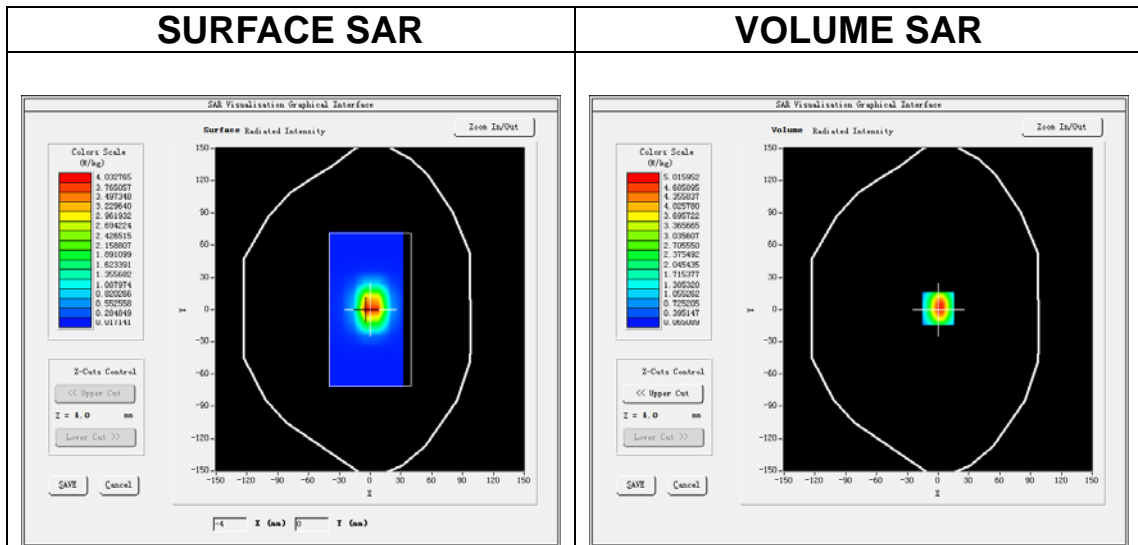 SURFACE SAR
VOLUME SAR
SAR Visualisation Graphical Interface
Surface Radiated Intensity
Zoom In/Out
Colors Scale
(W/kg)
4.032765
3.765057
3.497348
3.229640
2.961932
2.694224
2.426515
2.158807
1.891099
1.623391
1.355682
1.087974
0.820266
0.552558
0.284849
0.017141
150
120
90
60
30
0
-30
-60
-90
-120
-150
Y
-150 -120 -90 -60 -30 0 30 60 90 120 150
X
Z-Cuts Control
<< Upper Cut
Z = 4.0 mm
Lower Cut >>
SAVE Cancel
-4 X (mm) 0 Y (mm)
SAR Visualisation Graphical Interface
Volume Radiated Intensity
Zoom In/Out
Colors Scale
(W/kg)
5.015952
4.685895
4.355837
4.025780
3.695722
3.365665
3.035607
2.705550
2.375492
2.045435
1.715377
1.385320
1.055262
0.725205
0.395147
0.065089
150
120
90
60
30
0
-30
-60
-90
-120
-150
Y
-150 -120 -90 -60 -30 0 30 60 90 120 150
X
Z-Cuts Control
<< Upper Cut
Z = 4.0 mm
Lower Cut >>
SAVE Cancel